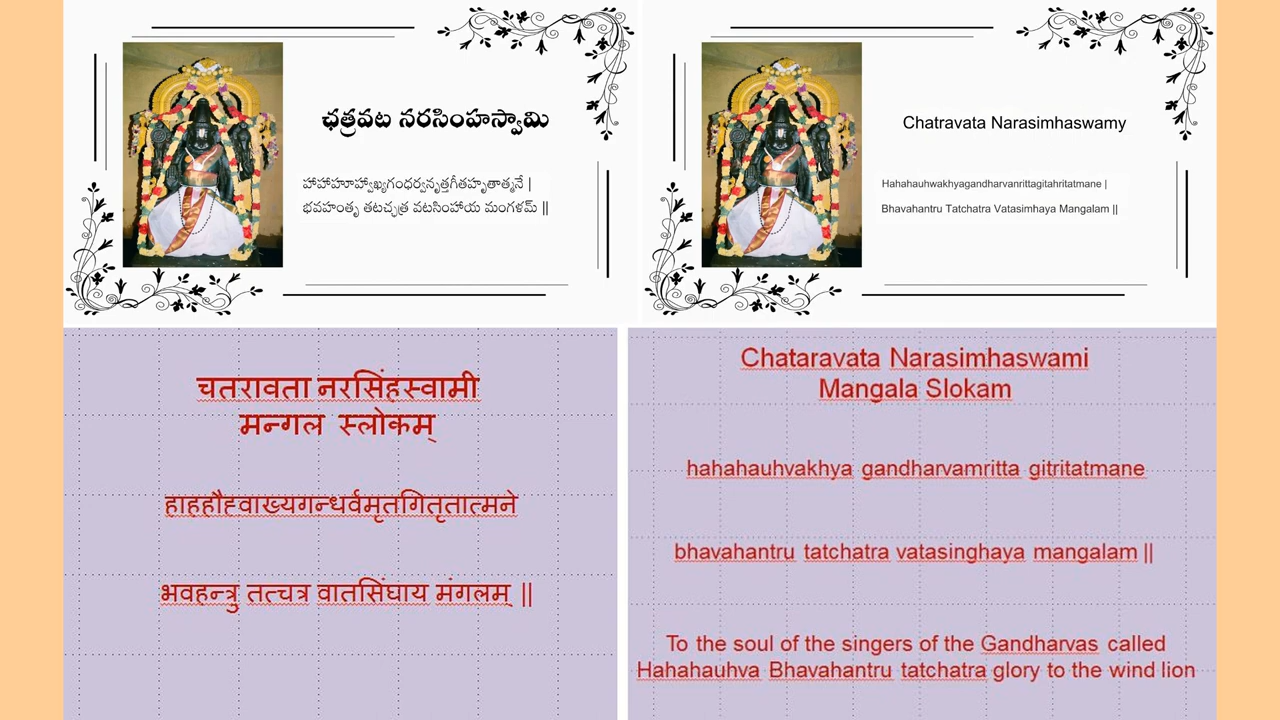 ఛత్రవట నరసింహస్వామి
హాహాహూహ్వాఖ్యగంధర్వనృత్తగీతహృతాత్మనే |
భవహంతృ తటచ్ఛత్ర వటసింహాయ మంగళమ్ ||
Chatravata Narasimhaswamy
Hahahauhwakhyagandharvanrittagitahritatmane |
Bhavahantru Tatchatra Vatasimhaya Mangalam ||
चतरावता नरसिंहस्वामी
मन्गल स्लोकम्
हाहहौह्वाख्यगन्धर्वमृतगितृतात्मने
भवहन्त्रु तत्चत्र वातसिंघाय मंगलम् ||
Chataravata Narasimhaswami
Mangala Slokam
hahahauhvakhya gandharvamritta gitritatmane
bhavahantru tatchatra vatasinghaya mangalam ||
To the soul of the singers of the Gandharvas called
Hahahauhva Bhavahantru tatchatra glory to the wind lion